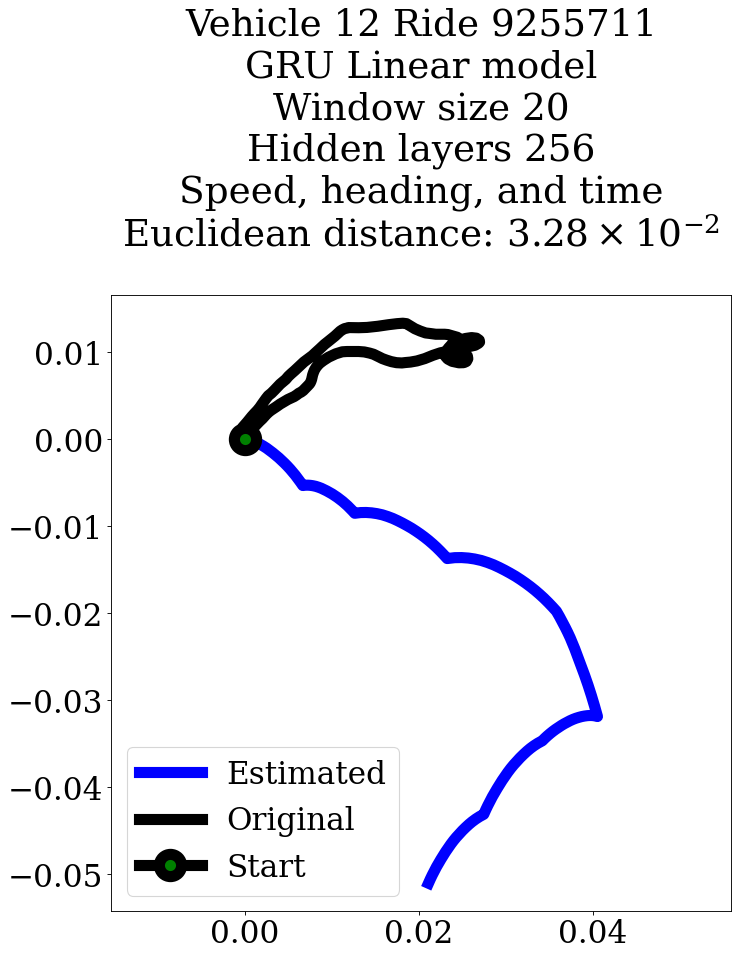 Vehicle 12 Ride 9255711
GRU Linear model
Window size 20
Hidden layers 256
Speed, heading, and time
Euclidean distance: 3.28 × 10⁻²
0.01
0.00
−0.01
−0.02
−0.03
−0.04
−0.05
Estimated
Original
Start
0.00 0.02 0.04